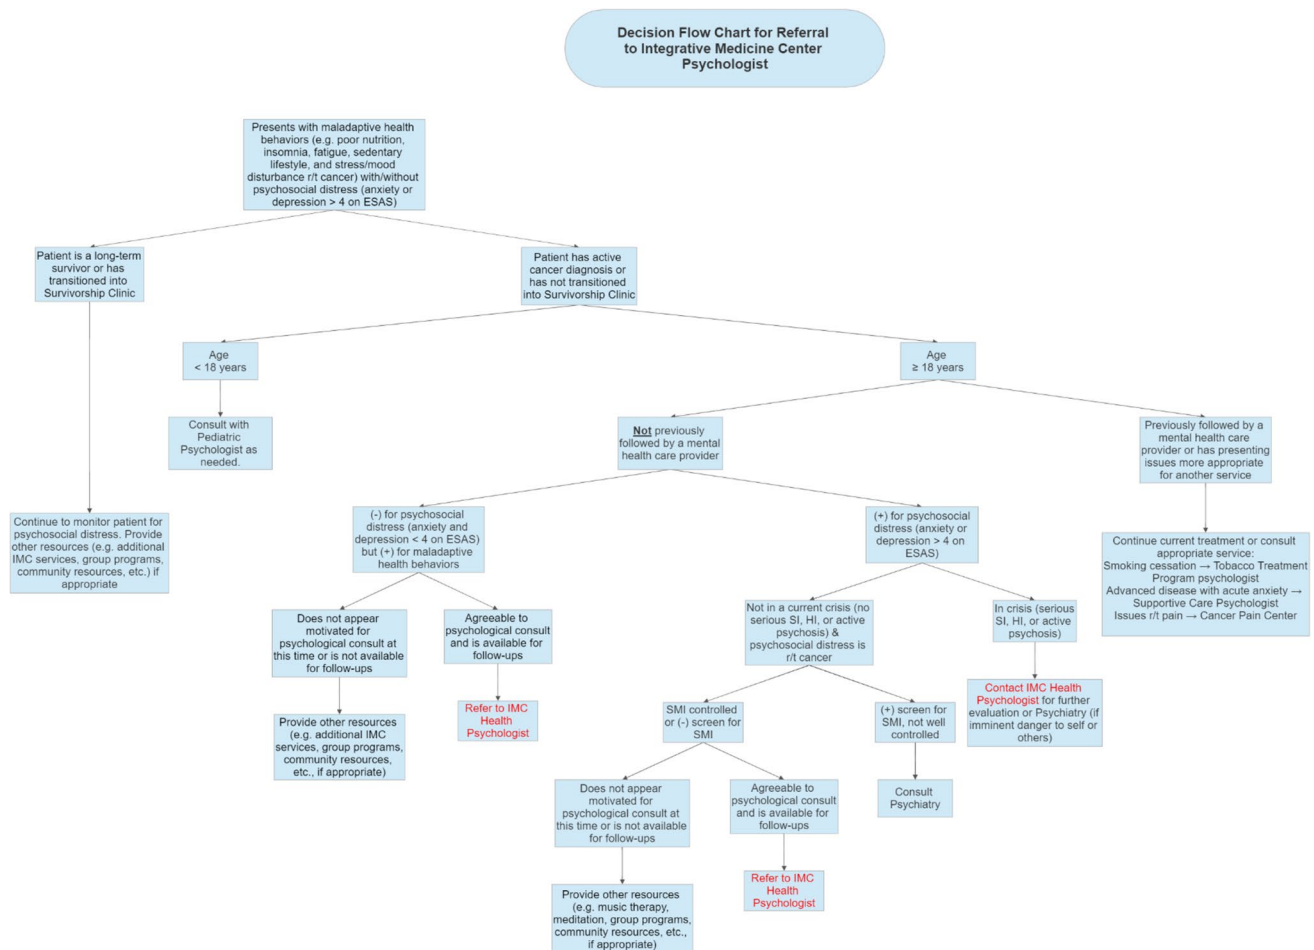 Decision Flow Chart for Referral
to Integrative Medicine Center
Psychologist
Presents with maladaptive health
behaviors (e.g. poor nutrition,
insomnia, fatigue, sedentary
lifestyle, and stress/mood
disturbance r/t cancer) with/without
psychosocial distress (anxiety or
depression > 4 on ESAS)
Patient is a long-term
survivor or has
transitioned into
Survivorship Clinic
Patient has active
cancer diagnosis or
has not transitioned
into Survivorship Clinic
Age
< 18 years
Age
≥ 18 years
Consult with
Pediatric
Psychologist as
needed.
Not previously
followed by a mental
health care provider
Previously followed by a
mental health care
provider or has presenting
issues more appropriate
for another service
Continue to monitor patient for
psychosocial distress. Provide
other resources (e.g. additional
IMC services, group programs,
community resources, etc.) if
appropriate
(-) for psychosocial
distress (anxiety and
depression < 4 on ESAS)
but (+) for maladaptive
health behaviors
(+) for psychosocial
distress (anxiety or
depression > 4 on
ESAS)
Continue current treatment or consult
appropriate service:
Smoking cessation → Tobacco Treatment
Program psychologist
Advanced disease with acute anxiety →
Supportive Care Psychologist
Issues r/t pain → Cancer Pain Center
Does not appear
motivated for
psychological consult at
this time or is not available
for follow-ups
Agreeable to
psychological consult
and is available for
follow-ups
Not in a current crisis (no
serious SI, HI, or active
psychosis) &
psychosocial distress is
r/t cancer
In crisis (serious
SI, HI, or active
psychosis)
Provide other resources
(e.g. additional IMC
services, group programs,
community resources,
etc., if appropriate)
Refer to IMC
Health
Psychologist
SMI controlled
or (-) screen for
SMI
(+) screen for
SMI, not well
controlled
Contact IMC Health
Psychologist for further
evaluation or Psychiatry (if
imminent danger to self or
others)
Does not appear
motivated for
psychological consult at
this time or is not available
for follow-ups
Agreeable to
psychological consult
and is available for
follow-ups
Consult
Psychiatry
Provide other resources
(e.g. music therapy,
meditation, group programs,
community resources, etc.,
if appropriate)
Refer to IMC
Health
Psychologist